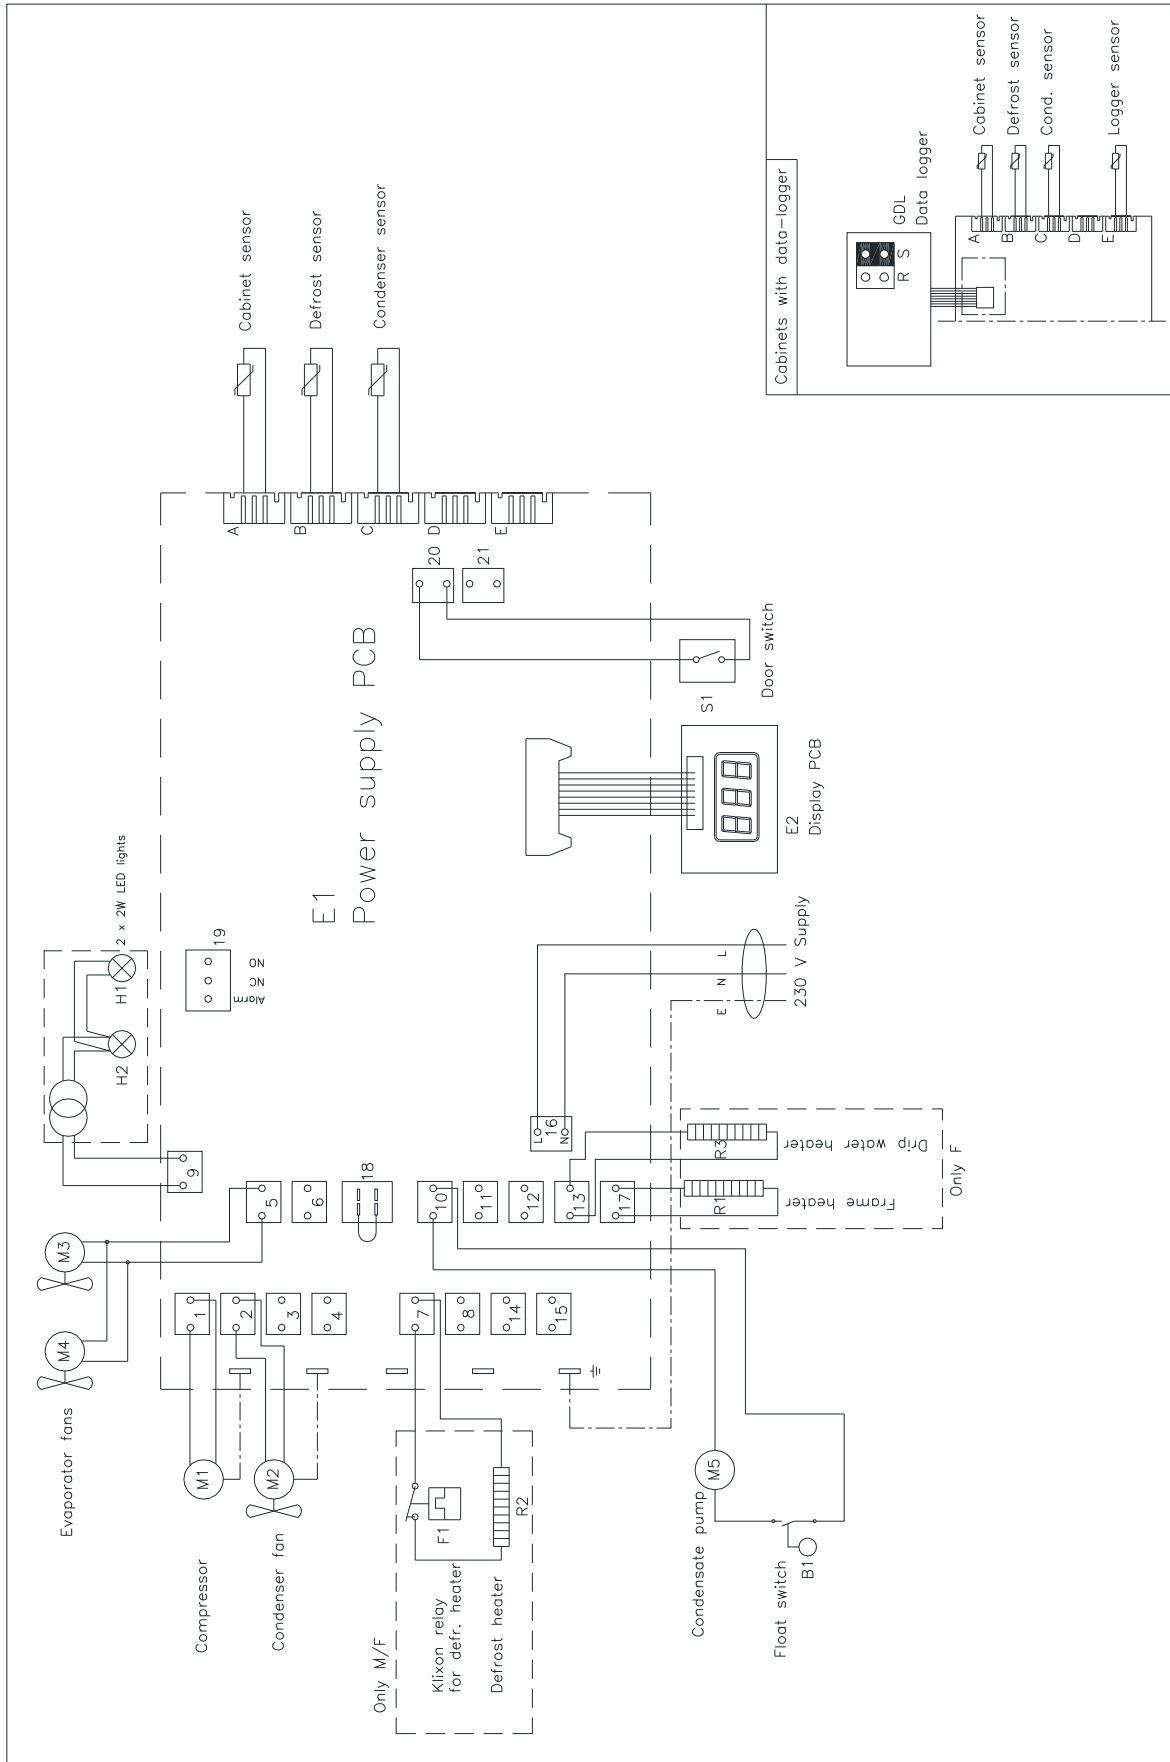 Evaporator fans
M4
M3
Compressor
M1
Condenser fan
M2
Only M/F
Klixon relay
for defr. heater
F1
Defrost heater
R2
Condensate pump
M5
Float switch
B1
1
2
3
4
7
8
14
15
5
6
18
10
11
12
13
17
9
H2
H1
2 x 2W LED lights
19
Alarm
NC
NO
E1
Power supply PCB
L
N
16
E
N
L
230 V Supply
R3
Drip water heater
R1
Frame heater
Only F
E2
Display PCB
S1
Door switch
20
21
A
B
C
D
E
Cabinet sensor
Defrost sensor
Condenser sensor
Cabinets with data-logger
R
S
GDL
Data logger
A
B
C
D
E
Cabinet sensor
Defrost sensor
Cond. sensor
Logger sensor